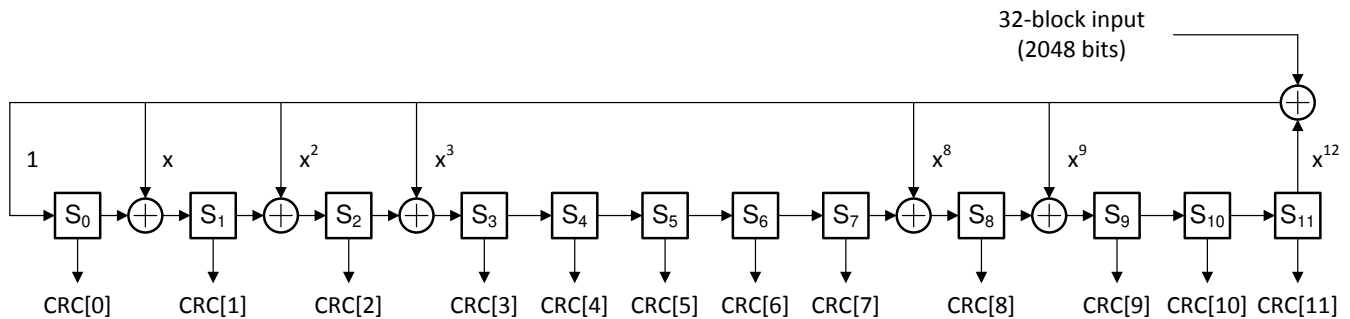 32-block input
(2048 bits)
1 x x² x³ x⁸ x⁹ x¹²
S₀ S₁ S₂ S₃ S₄ S₅ S₆ S₇ S₈ S₉ S₁₀ S₁₁
CRC[0] CRC[1] CRC[2] CRC[3] CRC[4] CRC[5] CRC[6] CRC[7] CRC[8] CRC[9] CRC[10] CRC[11]